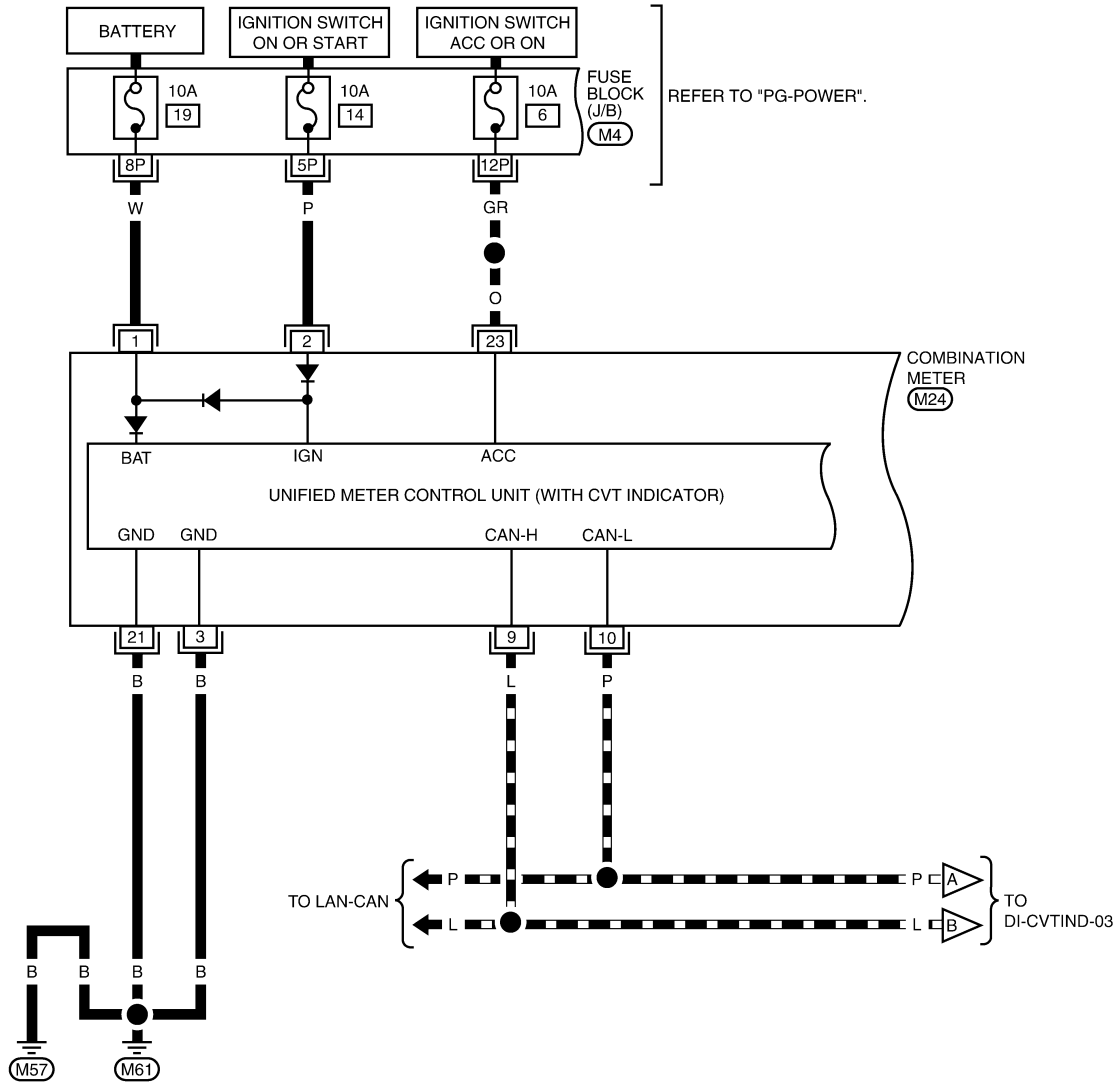 BATTERY
IGNITION SWITCH
ON OR START
IGNITION SWITCH
ACC OR ON
10A
19
10A
14
10A
6
FUSE
BLOCK
(J/B)
M4
REFER TO "PG-POWER".
8P
5P
12P
W
P
GR
O
1
2
23
COMBINATION
METER
M24
BAT
IGN
ACC
UNIFIED METER CONTROL UNIT (WITH CVT INDICATOR)
GND
GND
CAN-H
CAN-L
21
3
9
10
B
B
L
P
TO LAN-CAN
P
P
A
L
L
B
TO
DI-CVTIND-03
B
B
B
B
M57
M61